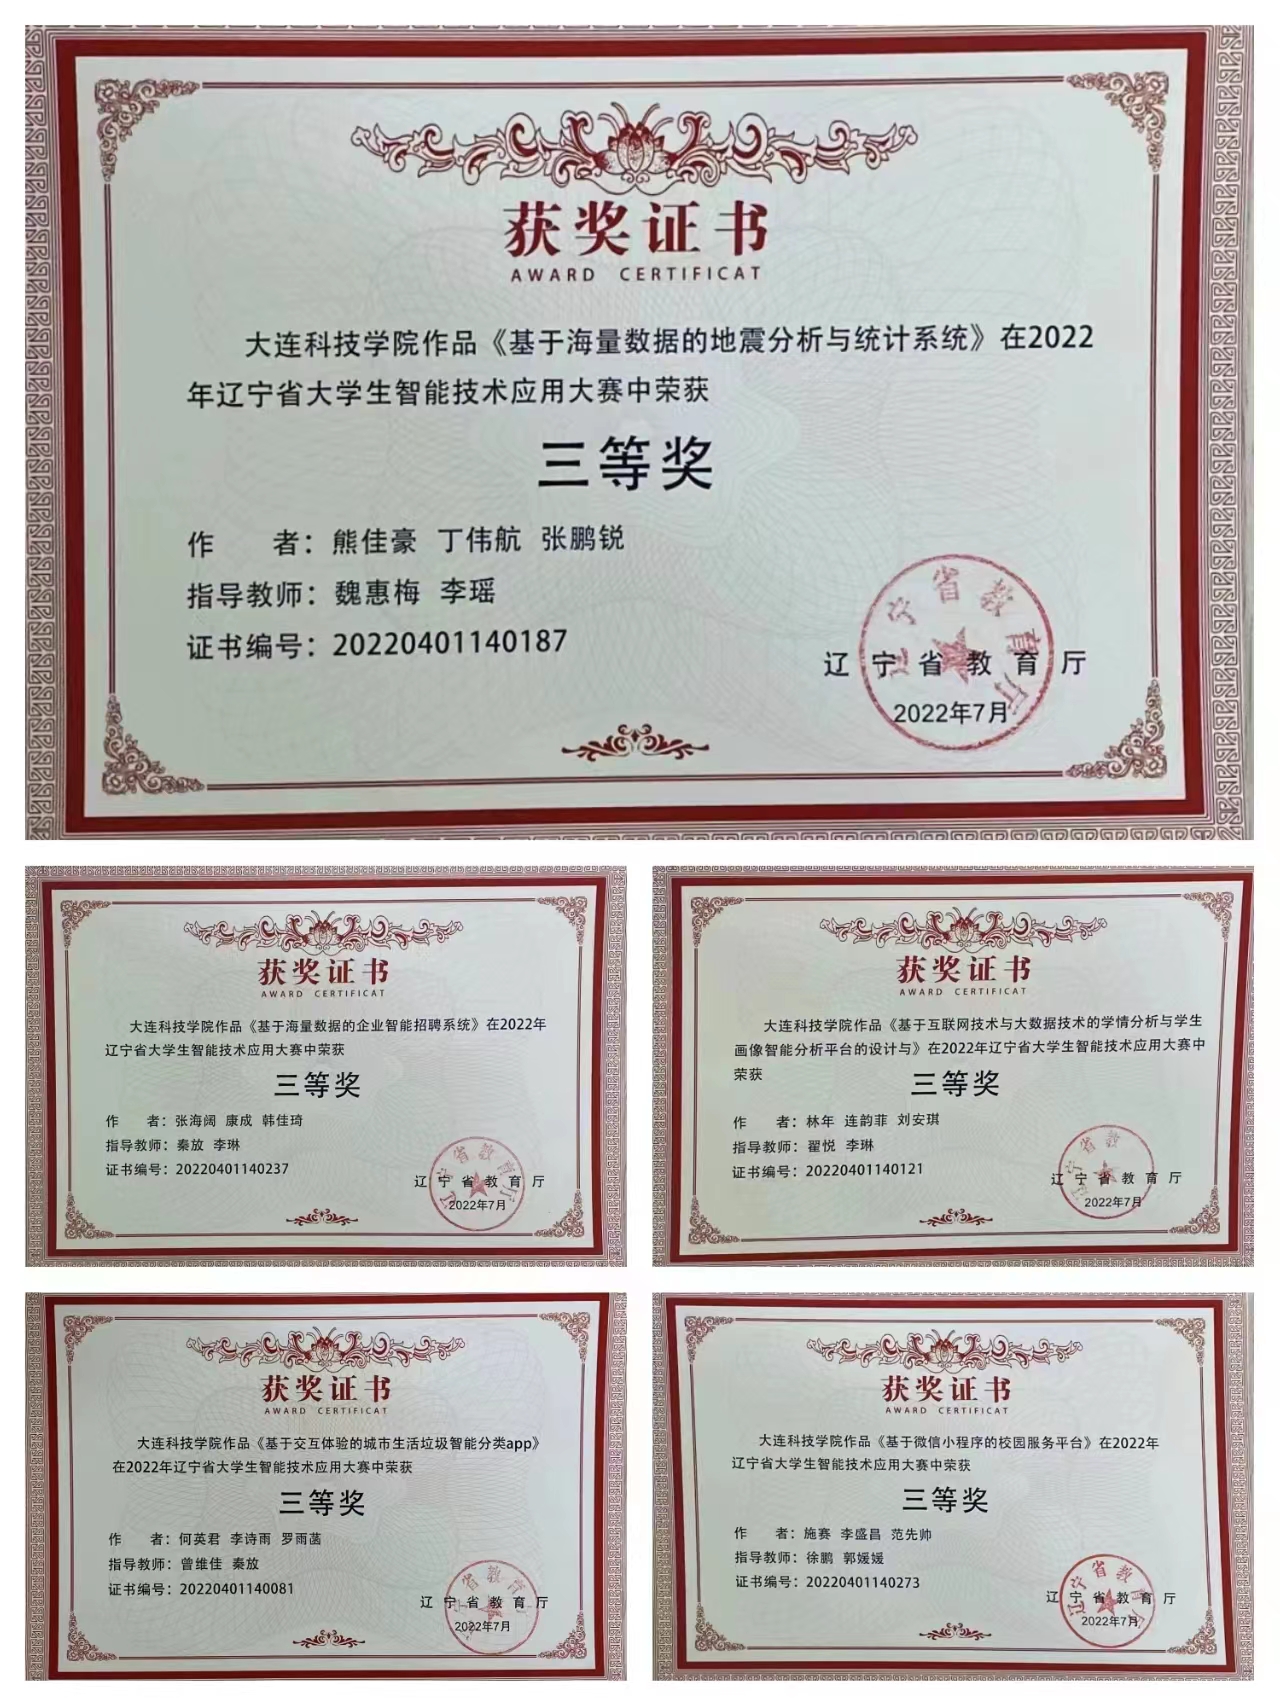 获奖证书
AWARD CERTIFICAT
大连科技学院作品《基于海量数据的地震分析与统计系统》在2022
年辽宁省大学生智能技术应用大赛中荣获
三等奖
作 者：熊佳豪 丁伟航 张鹏锐
指导教师：魏惠梅 李瑶
证书编号：20220401140187
辽宁省教育厅
辽宁省教育厅
2022年7月
获奖证书
AWARD CERTIFICAT
大连科技学院作品《基于海量数据的企业智能招聘系统》在2022年
辽宁省大学生智能技术应用大赛中荣获
三等奖
作 者：张海阔 康成 韩佳琦
指导教师：秦放 李琳
证书编号：20220401140237
辽宁省教育厅
辽宁省教育厅
2022年7月
获奖证书
AWARD CERTIFICAT
大连科技学院作品《基于互联网技术与大数据技术的学情分析与学生
画像智能分析平台的设计与》在2022年辽宁省大学生智能技术应用大赛中
荣获
三等奖
作 者：林年 连韵菲 刘安琪
指导教师：翟悦 李琳
证书编号：20220401140121
辽宁省教
辽宁省教育厅
2022年7月
获奖证书
AWARD CERTIFICAT
大连科技学院作品《基于交互体验的城市生活垃圾智能分类app》
在2022年辽宁省大学生智能技术应用大赛中荣获
三等奖
作 者：何英君 李诗雨 罗雨菡
指导教师：曾维佳 秦放
证书编号：20220401140081
省教育
辽宁省教育厅
2022年7月
获奖证书
AWARD CERTIFICAT
大连科技学院作品《基于微信小程序的校园服务平台》在2022年
辽宁省大学生智能技术应用大赛中荣获
三等奖
作 者：施赛 李盛昌 范先帅
指导教师：徐鹏 郭媛媛
证书编号：20220401140273
辽宁省教育厅
辽宁省教育厅
2022年7月